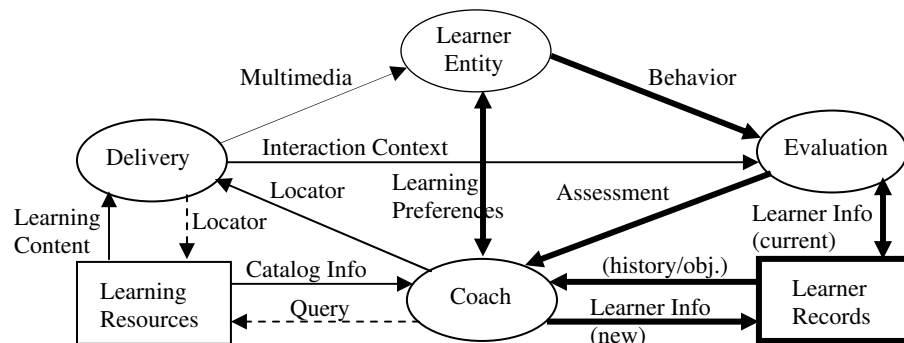 Learner
Entity
Multimedia
Behavior
Delivery
Interaction Context
Evaluation
Locator
Learning
Preferences
Assessment
Learning
Content
Locator
Learner Info
(current)
Catalog Info
(history/obj.)
Learning
Resources
Coach
Learner
Records
Query
Learner Info
(new)